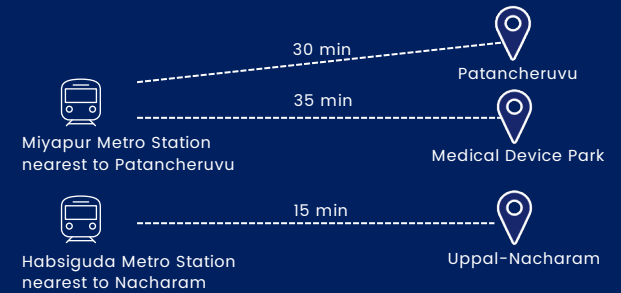 30 min
Patancheruvu
35 min
Miyapur Metro Station
nearest to Patancheruvu
Medical Device Park
15 min
Habsiguda Metro Station
nearest to Nacharam
Uppal-Nacharam